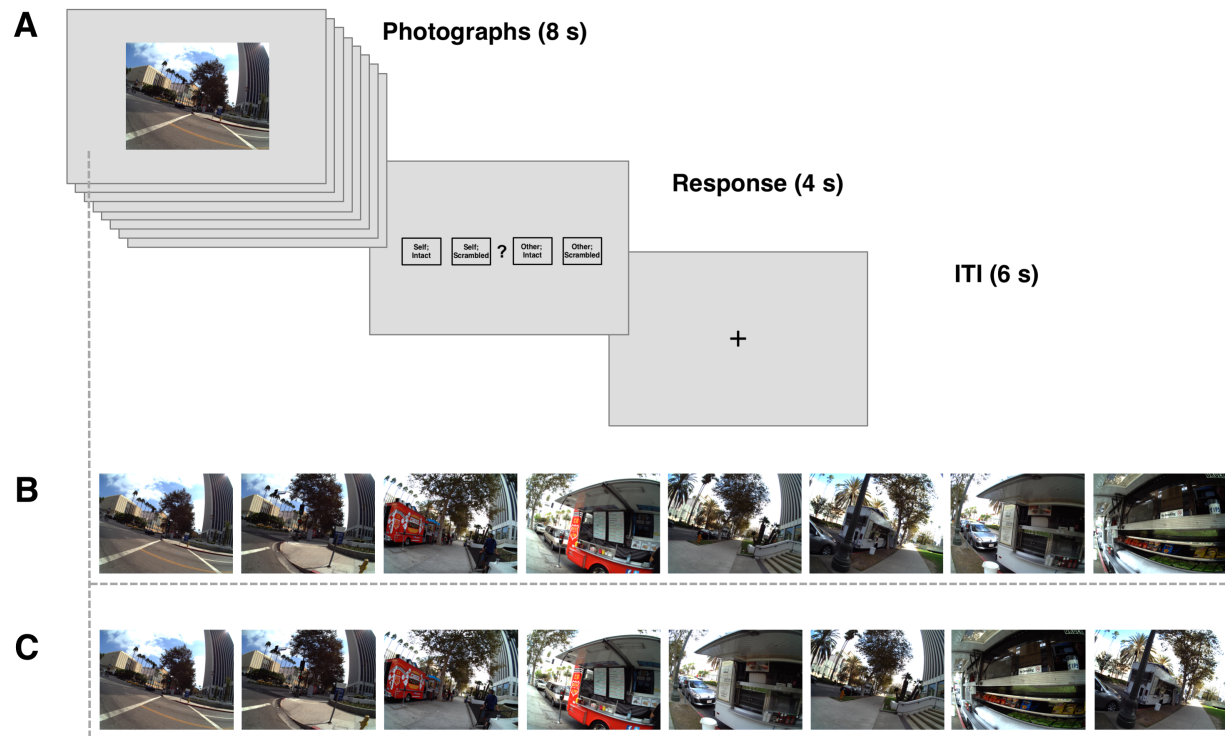 A
Photographs (8 s)
Response (4 s)
Self;
Intact
Self;
Scrambled
?
Other;
Intact
Other;
Scrambled
ITI (6 s)
+
B
C